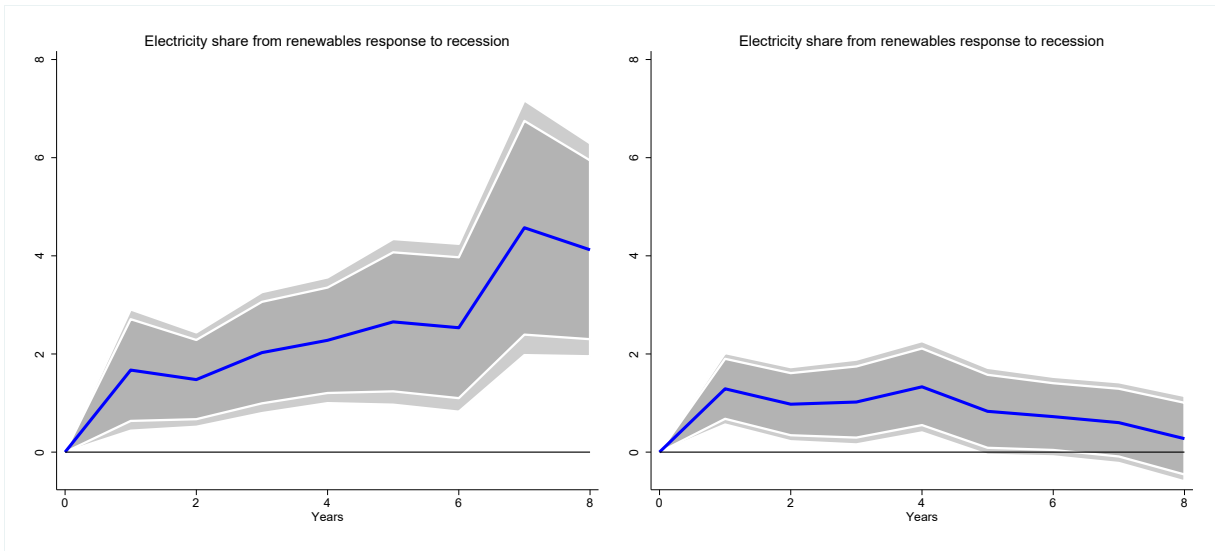 Electricity share from renewables response to recession
8
6
4
2
0
0 2 4 6 8
Years
Electricity share from renewables response to recession
8
6
4
2
0
0 2 4 6 8
Years